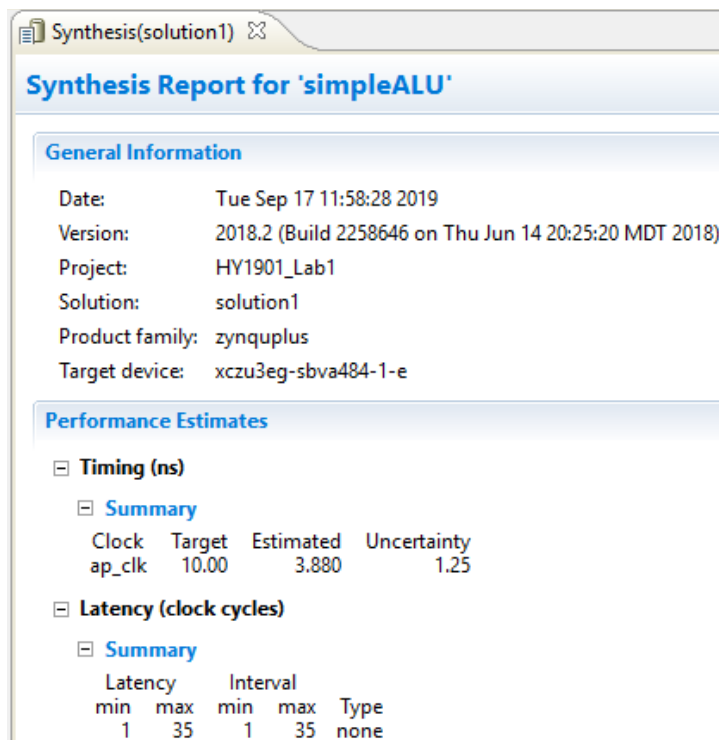 Synthesis(solution1)
Synthesis Report for 'simpleALU'
General Information
Date: Tue Sep 17 11:58:28 2019
Version: 2018.2 (Build 2258646 on Thu Jun 14 20:25:20 MDT 2018)
Project: HY1901_Lab1
Solution: solution1
Product family: zynquplus
Target device: xczu3eg-sbva484-1-e
Performance Estimates
Timing (ns)
Summary
Clock Target Estimated Uncertainty
ap_clk 10.00 3.880 1.25
Latency (clock cycles)
Summary
Latency Interval
min max min max Type
1 35 1 35 none